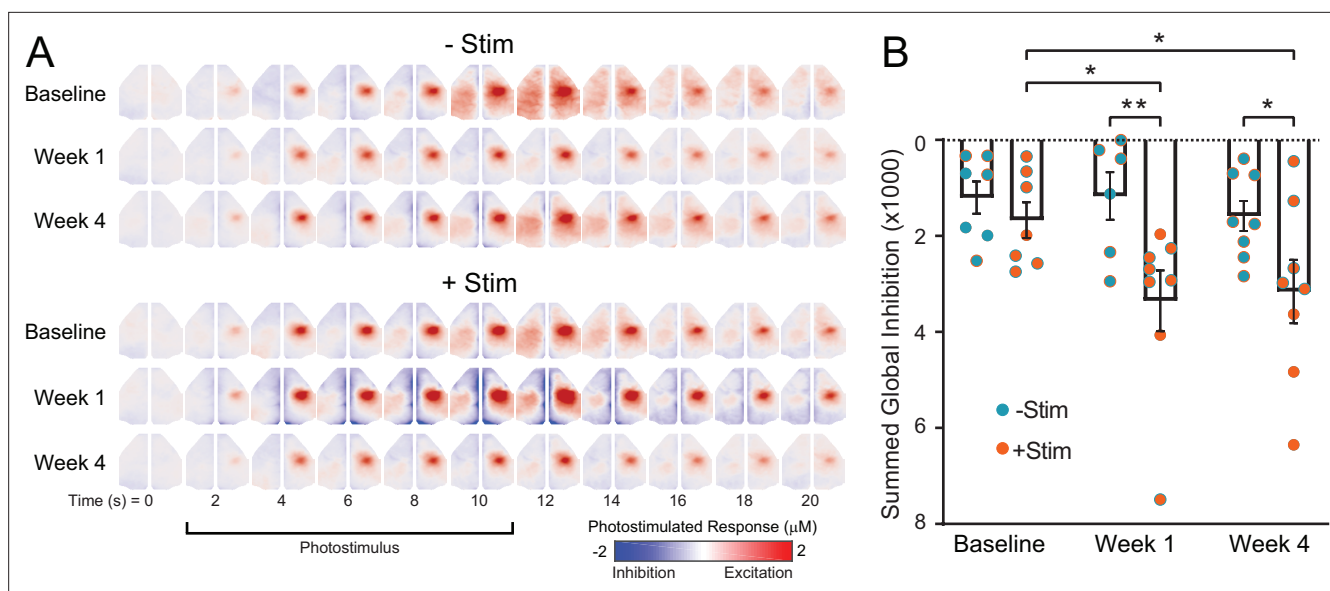 A
- Stim
Baseline
Week 1
Week 4
+ Stim
Baseline
Week 1
Week 4
Time (s) = 0 2 4 6 8 10 12 14 16 18 20
Photostimulus
Photostimulated Response (μM)
-2 2
Inhibition Excitation
B
*
*
** *
Summed Global Inhibition (x1000)
0
2
4
6
8
-Stim
+Stim
Baseline Week 1 Week 4